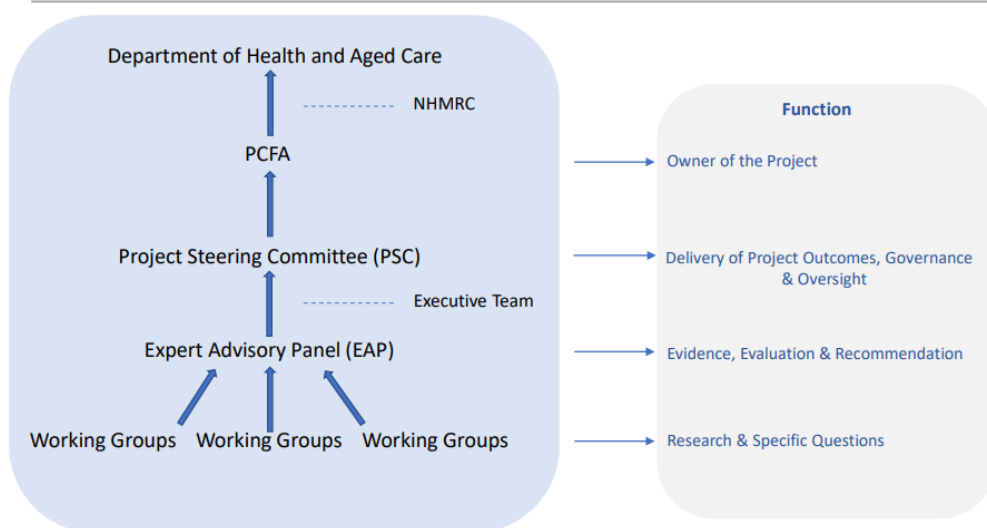 Department of Health and Aged Care
NHMRC
PCFA
Project Steering Committee (PSC)
Executive Team
Expert Advisory Panel (EAP)
Working Groups Working Groups Working Groups
Function
Owner of the Project
Delivery of Project Outcomes, Governance
& Oversight
Evidence, Evaluation & Recommendation
Research & Specific Questions